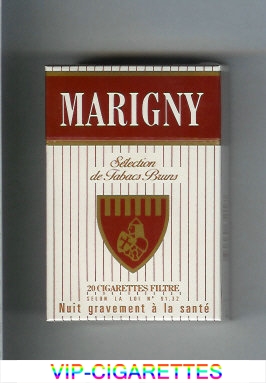 MARIGNY
Sélection
de Tabacs Bruns
20 CIGARETTES FILTRE
SELON LA LOI N° 91.32
Nuit gravement à la santé
VIP-CIGARETTES